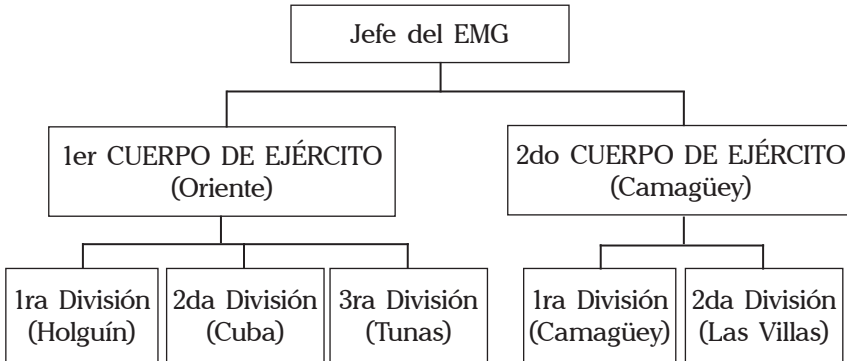 Jefe del EMG
1er CUERPO DE EJÉRCITO
(Oriente)
2do CUERPO DE EJÉRCITO
(Camagüey)
1ra División
(Holguín)
2da División
(Cuba)
3ra División
(Tunas)
1ra División
(Camagüey)
2da División
(Las Villas)